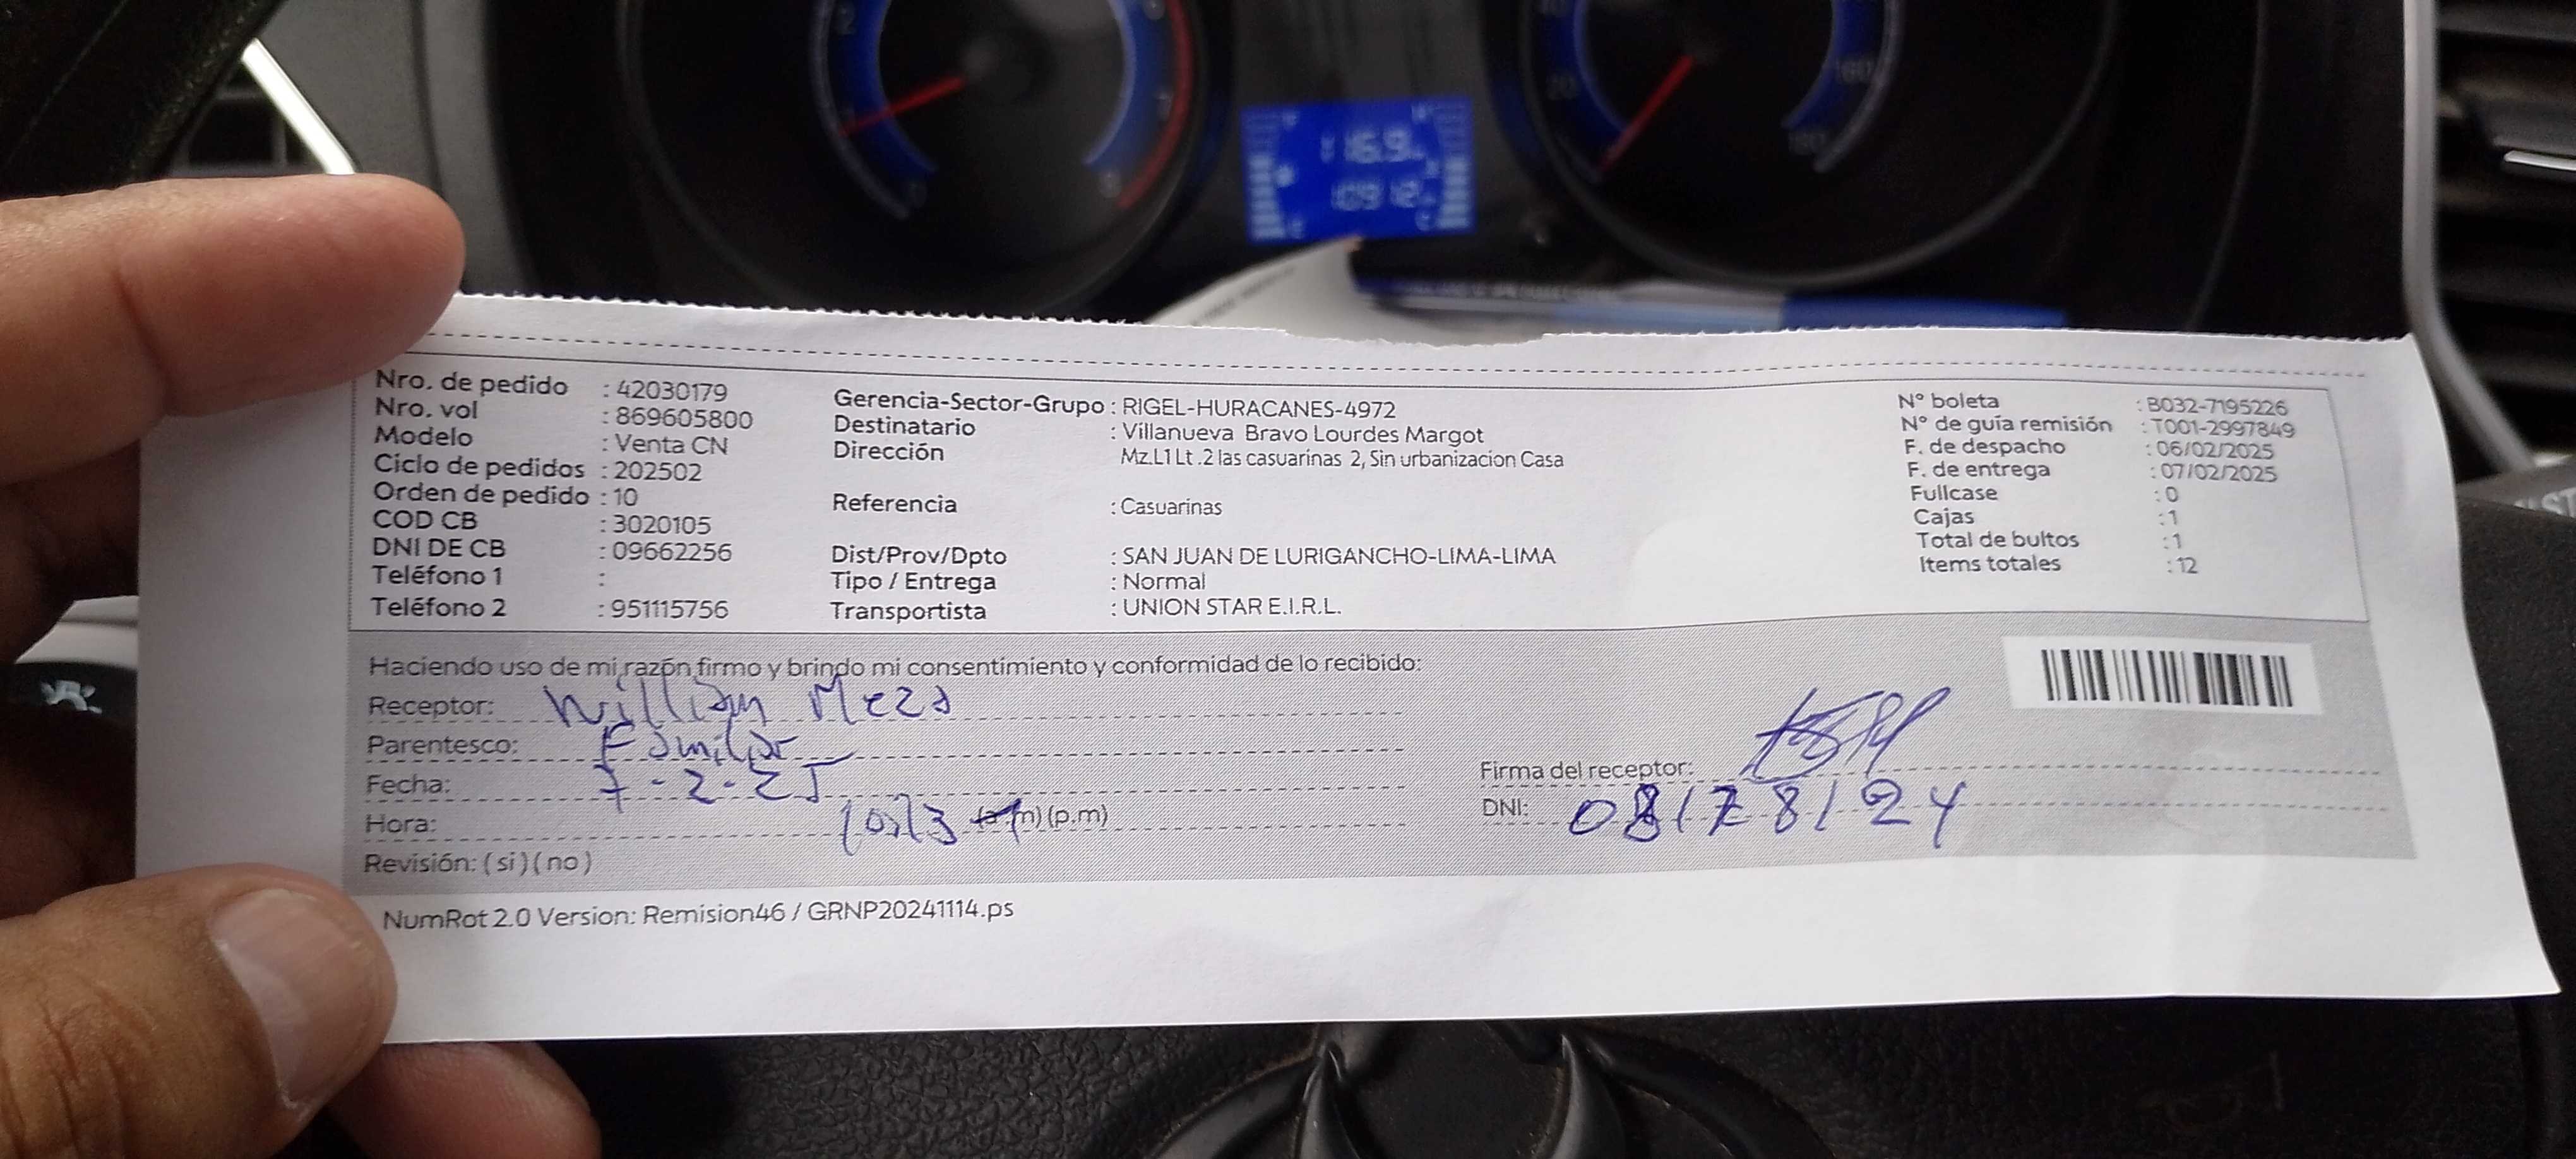 Nro. de pedido : 42030179
Nro. vol : 869605800
Modelo : Venta CN
Ciclo de pedidos : 202502
Orden de pedido : 10
COD CB : 3020105
DNI DE CB : 09662256
Teléfono 1 :
Teléfono 2 : 951115756
Gerencia-Sector-Grupo : RIGEL-HURACANES-4972
Destinatario : Villanueva Bravo Lourdes Margot
Dirección Mz.L1 Lt .2 las casuarinas 2, Sin urbanizacion Casa
Referencia : Casuarinas
Dist/Prov/Dpto : SAN JUAN DE LURIGANCHO-LIMA-LIMA
Tipo / Entrega : Normal
Transportista : UNION STAR E.I.R.L.
N° boleta : B032-7195226
N° de guía remisión : T001-2997849
F. de despacho : 06/02/2025
F. de entrega : 07/02/2025
Fullcase : 0
Cajas : 1
Total de bultos : 1
Items totales : 12
Haciendo uso de mi razón firmo y brindo mi consentimiento y conformidad de lo recibido:
Receptor: William Meza
Parentesco: Familiar
Fecha: 7-2-25
Hora: (a.m) (p.m)
Revisión: (si) (no)
Firma del receptor:
DNI:
NumRot 2.0 Version: Remision46 / GRNP20241114.ps